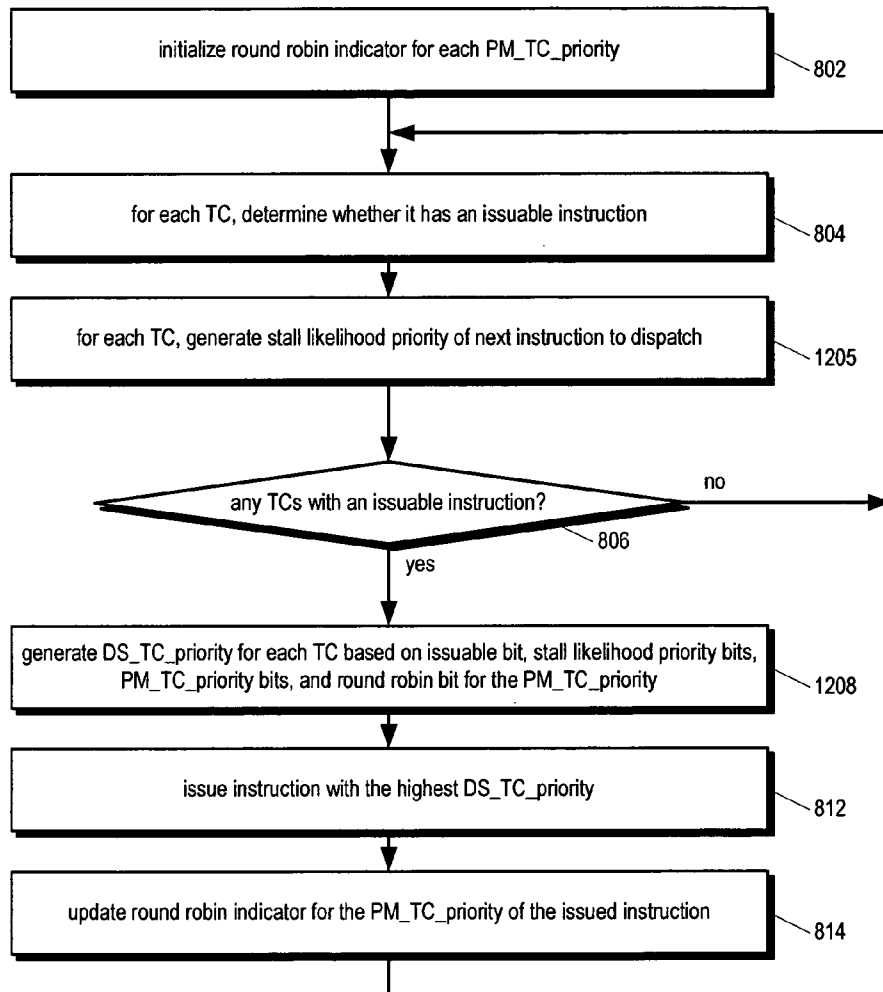 initialize round robin indicator for each PM_TC_priority
802
for each TC, determine whether it has an issuable instruction
804
for each TC, generate stall likelihood priority of next instruction to dispatch
1205
any TCs with an issuable instruction?
no
806
yes
generate DS_TC_priority for each TC based on issuable bit, stall likelihood priority bits,
PM_TC_priority bits, and round robin bit for the PM_TC_priority
1208
issue instruction with the highest DS_TC_priority
812
update round robin indicator for the PM_TC_priority of the issued instruction
814